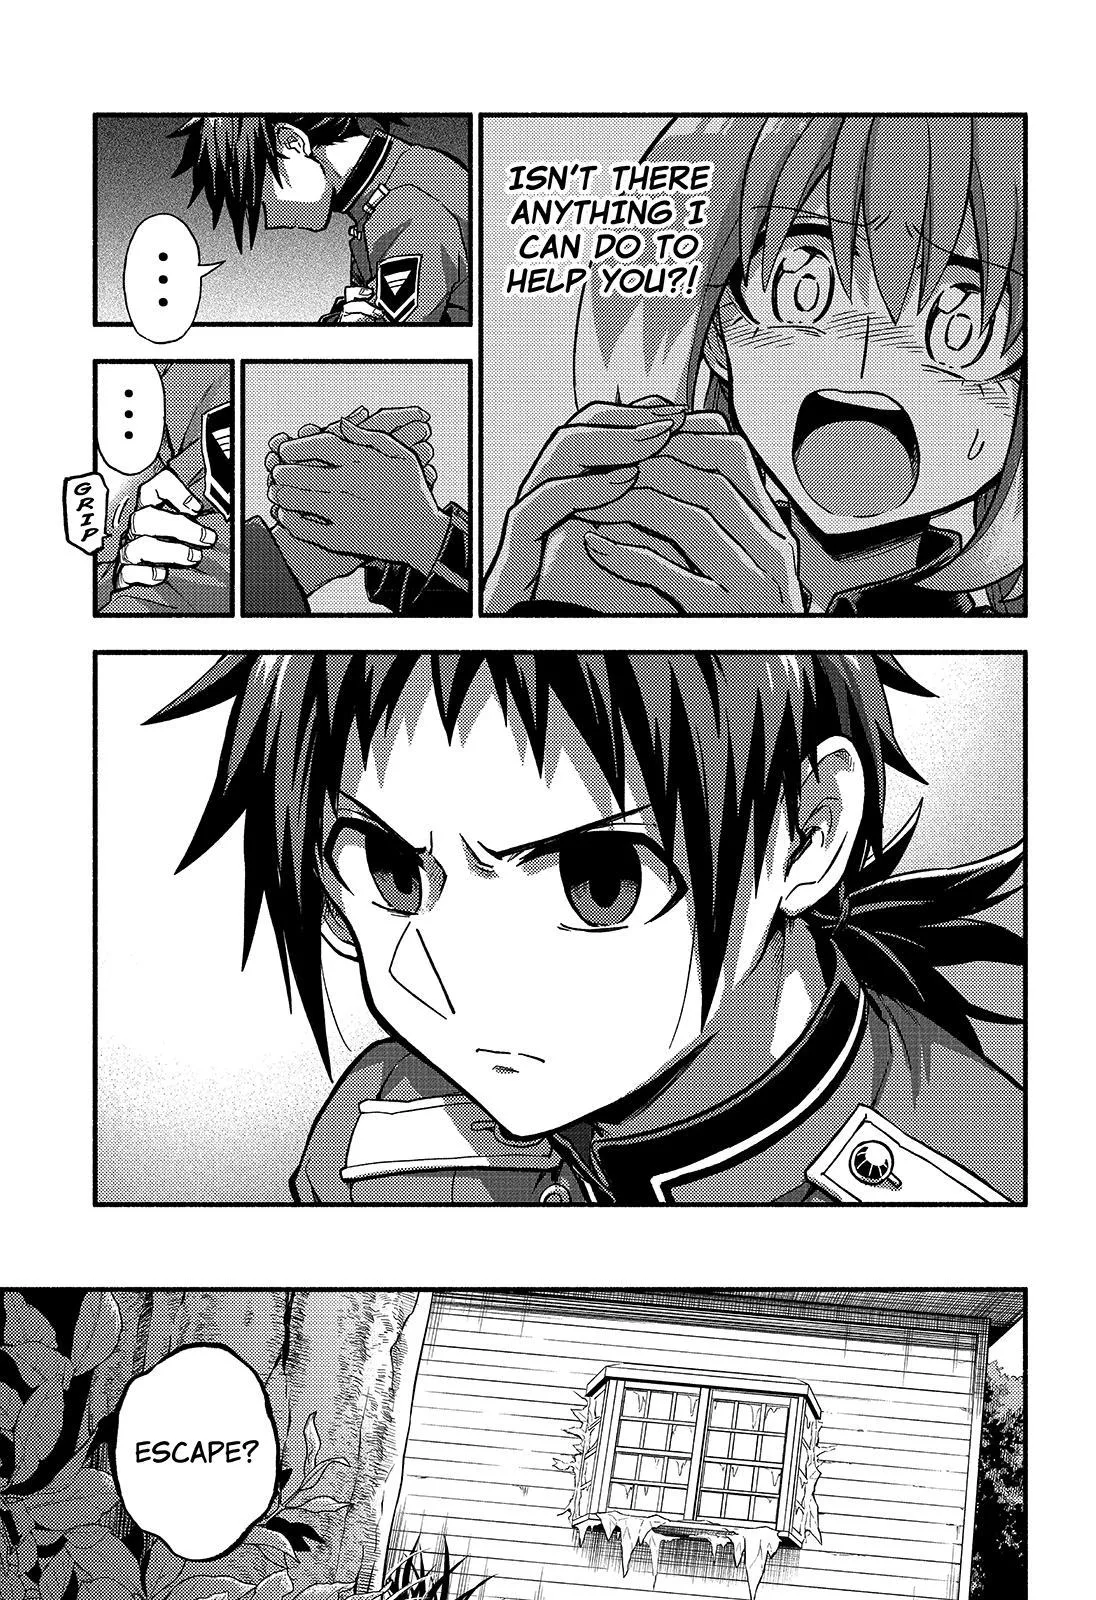 ISN'T THERE
ANYTHING I
CAN DO TO
HELP YOU?!
...
...
GRIP
ESCAPE?